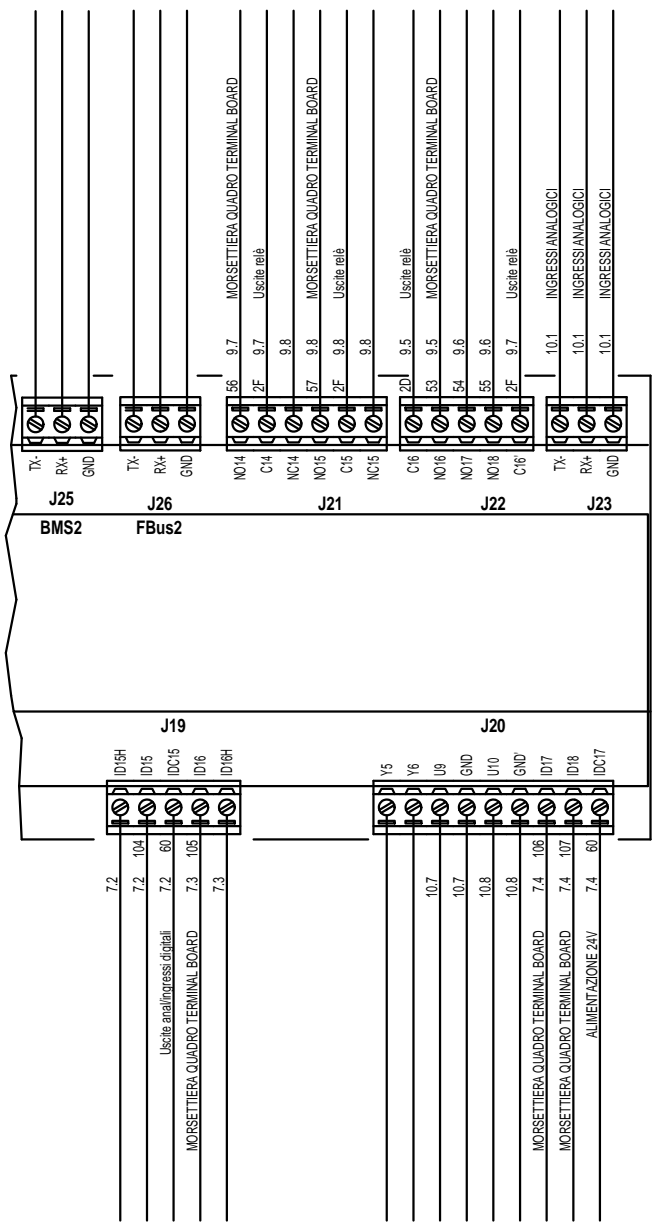 MORSETTIERA QUADRO TERMINAL BOARD
Uscite relè
MORSETTIERA QUADRO TERMINAL BOARD
Uscite relè
Uscite relè
MORSETTIERA QUADRO TERMINAL BOARD
Uscite relè
INGRESSI ANALOGICI
INGRESSI ANALOGICI
INGRESSI ANALOGICI
9.7 9.7 9.8 9.8 9.8 9.8 9.5 9.5 9.6 9.6 9.7 10.1 10.1 10.1
56 2F 57 2F 2D 53 54 55 2F
TX- RX+ GND TX- RX+ GND NO14 C14 NC14 NO15 C15 NC15 C16 NO16 NO17 NO18 C16' TX- RX+ GND
J25 J26 J21 J22 J23
BMS2 FBus2
J19 J20
ID15H ID15 IDC15 ID16 ID16H Y5 Y6 U9 GND U10 GND' ID17 ID18 IDC17
104 60 105 106 107 60
7.2 7.2 7.2 7.3 7.3 10.7 10.7 10.8 10.8 7.4 7.4 7.4
Uscite anal/ingressi digitali
MORSETTIERA QUADRO TERMINAL BOARD
MORSETTIERA QUADRO TERMINAL BOARD
MORSETTIERA QUADRO TERMINAL BOARD
ALIMENTAZIONE 24V